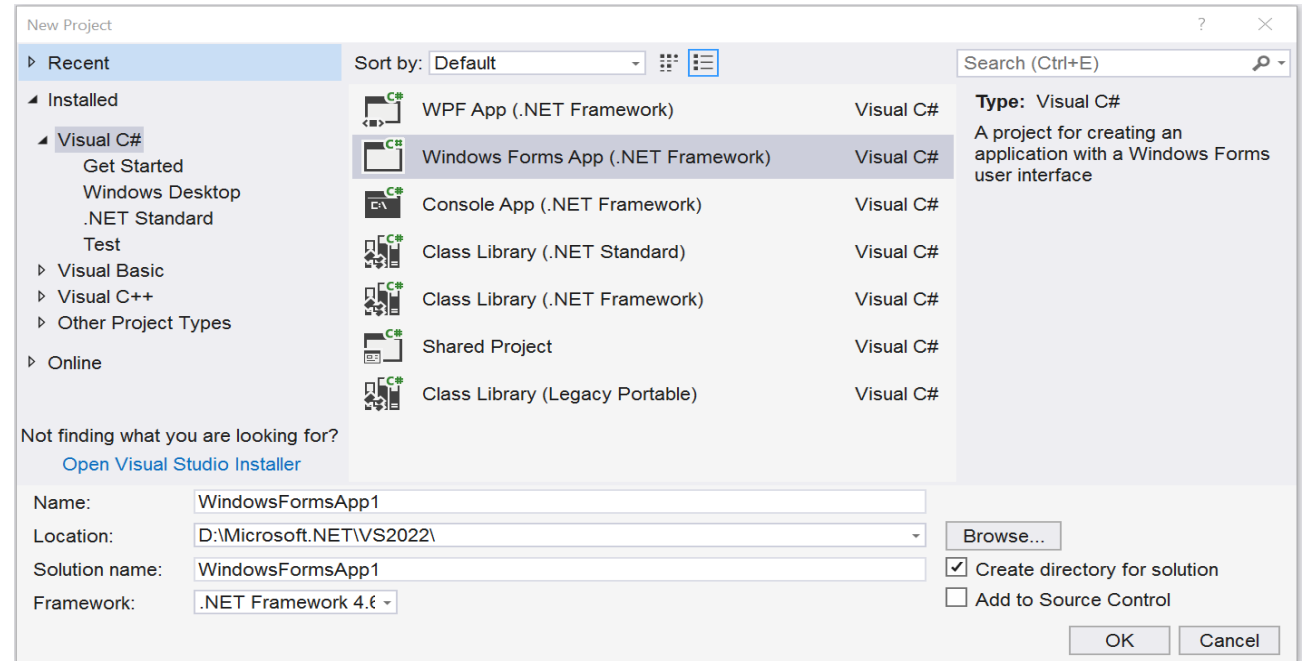 New Project
?
Recent
Sort by: Default
Search (Ctrl+E)
Installed
Visual C#
Get Started
Windows Desktop
.NET Standard
Test
Visual Basic
Visual C++
Other Project Types
Online
Not finding what you are looking for?
Open Visual Studio Installer
C# WPF App (.NET Framework) Visual C#
C# Windows Forms App (.NET Framework) Visual C#
C# Console App (.NET Framework) Visual C#
C# Class Library (.NET Standard) Visual C#
C# Class Library (.NET Framework) Visual C#
C# Shared Project Visual C#
C# Class Library (Legacy Portable) Visual C#
Type: Visual C#
A project for creating an
application with a Windows Forms
user interface
Name: WindowsFormsApp1
Location: D:\Microsoft.NET\VS2022\
Browse...
Solution name: WindowsFormsApp1
Create directory for solution
Framework: .NET Framework 4.6
Add to Source Control
OK Cancel